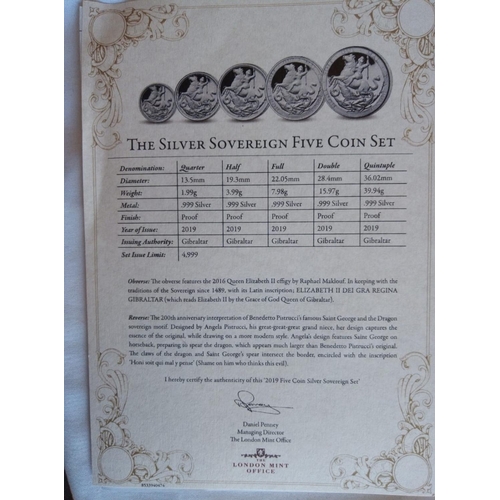 THE SILVER SOVEREIGN FIVE COIN SET
Denomination: Quarter Half Full Double Quintuple
Diameter: 13.5mm 19.3mm 22.05mm 28.4mm 36.02mm
Weight: 1.99g 3.99g 7.98g 15.97g 39.94g
Metal: .999 Silver .999 Silver .999 Silver .999 Silver .999 Silver
Finish: Proof Proof Proof Proof Proof
Year of Issue: 2019 2019 2019 2019 2019
Issuing Authority: Gibraltar Gibraltar Gibraltar Gibraltar Gibraltar
Set Issue Limit: 4,999
Obverse: The obverse features the 2016 Queen Elizabeth II effigy by Raphael Maklouf. In keeping with
the traditions of the Sovereign since 1489, with its Latin inscription; ELIZABETH II DEI GRA REGINA
GIBRALTAR (which reads Elizabeth II by the Grace of God Queen of Gibraltar).
Reverse: The 200th anniversary interpretation of Benedetto Pistrucci's famous Saint George and the Dragon
sovereign motif. Designed by Angela Pistrucci, his great-great-great grand niece, her design captures the
essence of the original, while drawing on a more modern style. Angela's design features Saint George on
horseback, preparing to spear the dragon, which appears much larger than Benedetto Pistrucci's original.
The claws of the dragon and Saint George's spear intersect the border, encircled with the inscription
'Honi soit qui mal y pense' (Shame on him who thinks this evil).
I hereby certify the authenticity of this '2019 Five Coin Silver Sovereign Set'
Daniel Penney
Managing Director
The London Mint Office
THE
LONDON MINT
OFFICE